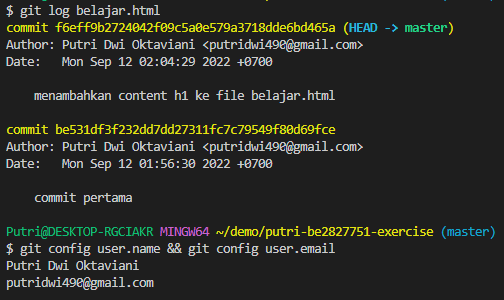 $ git log belajar.html
commit f6eff9b2724042f09c5a0e579a3718dde6bd465a (HEAD -> master)
Author: Putri Dwi Oktaviani <putridwi490@gmail.com>
Date:   Mon Sep 12 02:04:29 2022 +0700
    menambahkan content h1 ke file belajar.html
commit be531df3f232dd7dd27311fc7c79549f80d69fce
Author: Putri Dwi Oktaviani <putridwi490@gmail.com>
Date:   Mon Sep 12 01:56:30 2022 +0700
    commit pertama
Putri@DESKTOP-RGCIAKR MINGW64 ~/demo/putri-be2827751-exercise (master)
$ git config user.name && git config user.email
Putri Dwi Oktaviani
putridwi490@gmail.com